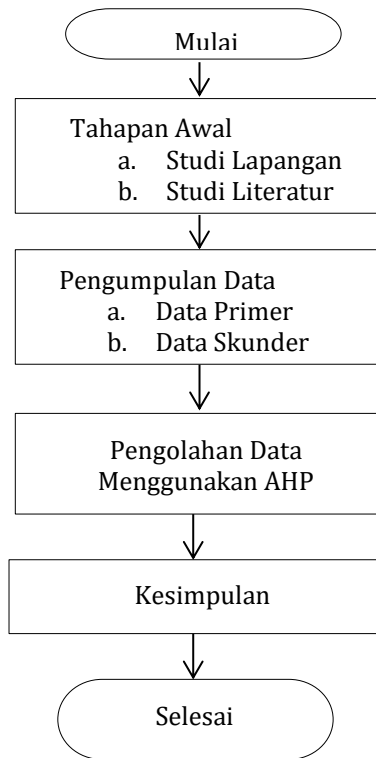 Mulai
Tahapan Awal
a. Studi Lapangan
b. Studi Literatur
Pengumpulan Data
a. Data Primer
b. Data Skunder
Pengolahan Data
Menggunakan AHP
Kesimpulan
Selesai